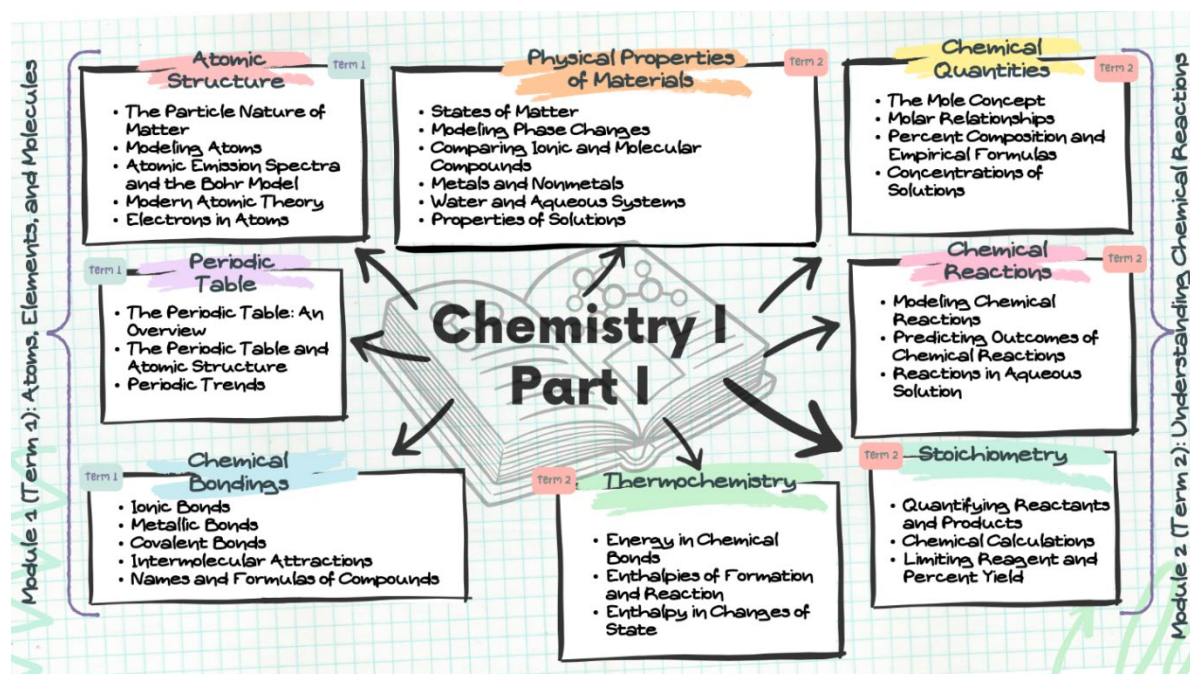 Module 1 (Term 1): Atoms, Elements, and Molecules
Atomic
Structure
Term 1
• The Particle Nature of
Matter
• Modeling Atoms
• Atomic Emission Spectra
and the Bohr Model
• Modern Atomic Theory
• Electrons in Atoms
Physical Properties
of Materials
Term 2
• States of Matter
• Modeling Phase Changes
• Comparing Ionic and Molecular
Compounds
• Metals and Nonmetals
• Water and Aqueous Systems
• Properties of Solutions
Chemical
Quantities
Term 2
• The Mole Concept
• Molar Relationships
• Percent Composition and
Empirical Formulas
• Concentrations of
Solutions
Term 1
Periodic
Table
• The Periodic Table: An
Overview
• The Periodic Table and
Atomic Structure
• Periodic Trends
Chemistry I
Part I
Chemical
Reactions
Term 2
• Modeling Chemical
Reactions
• Predicting Outcomes of
Chemical Reactions
• Reactions in Aqueous
Solution
Term 1
Chemical
Bondings
• Ionic Bonds
• Metallic Bonds
• Covalent Bonds
• Intermolecular Attractions
• Names and Formulas of Compounds
Term 2
Thermochemistry
• Energy in Chemical
Bonds
• Enthalpies of Formation
and Reaction
• Enthalpy in Changes of
State
Term 2
Stoichiometry
• Quantifying Reactants
and Products
• Chemical Calculations
• Limiting Reagent and
Percent Yield
Module 2 (Term 2): Understanding Chemical Reactions